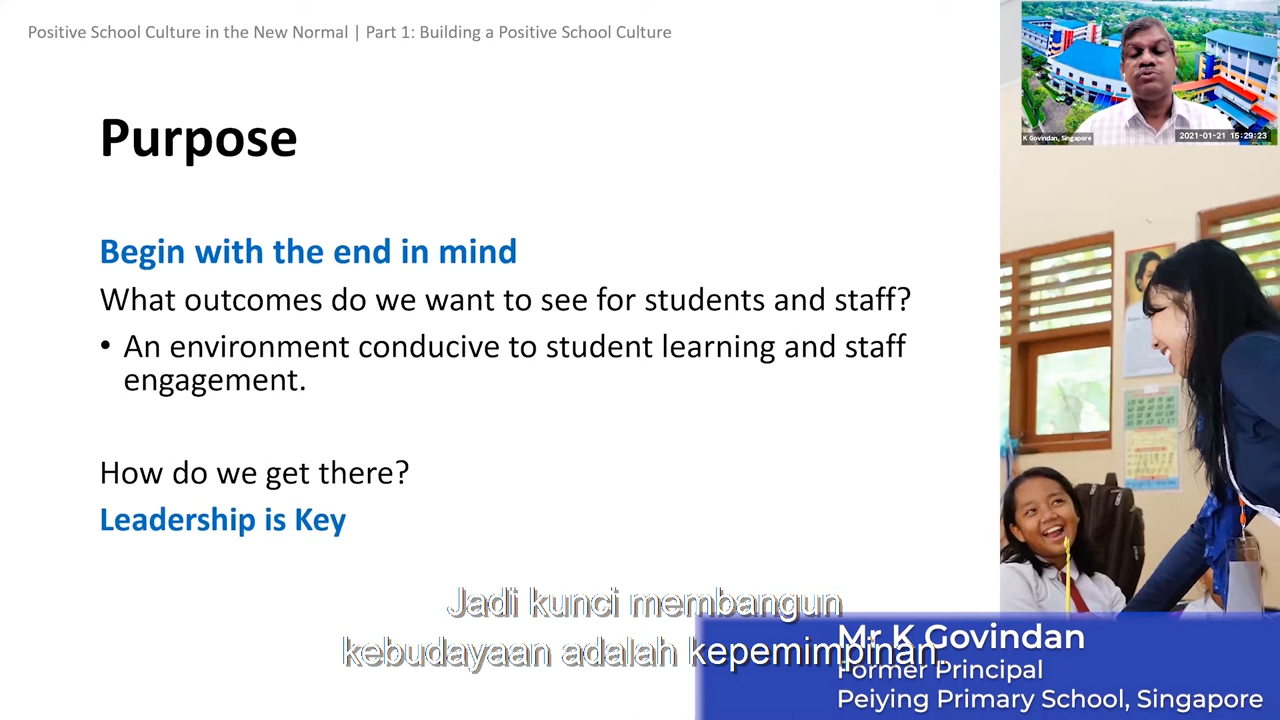 Positive School Culture in the New Normal | Part 1: Building a Positive School Culture
Purpose
Begin with the end in mind
What outcomes do we want to see for students and staff?
• An environment conducive to student learning and staff
engagement.
How do we get there?
Leadership is Key
K Govindan, Singapore
2021-01-21 15:29:23
Jadi kunci membangun
kebudayaan adalah kepemimpinan.
Mr K Govindan
Former Principal
Peiying Primary School, Singapore